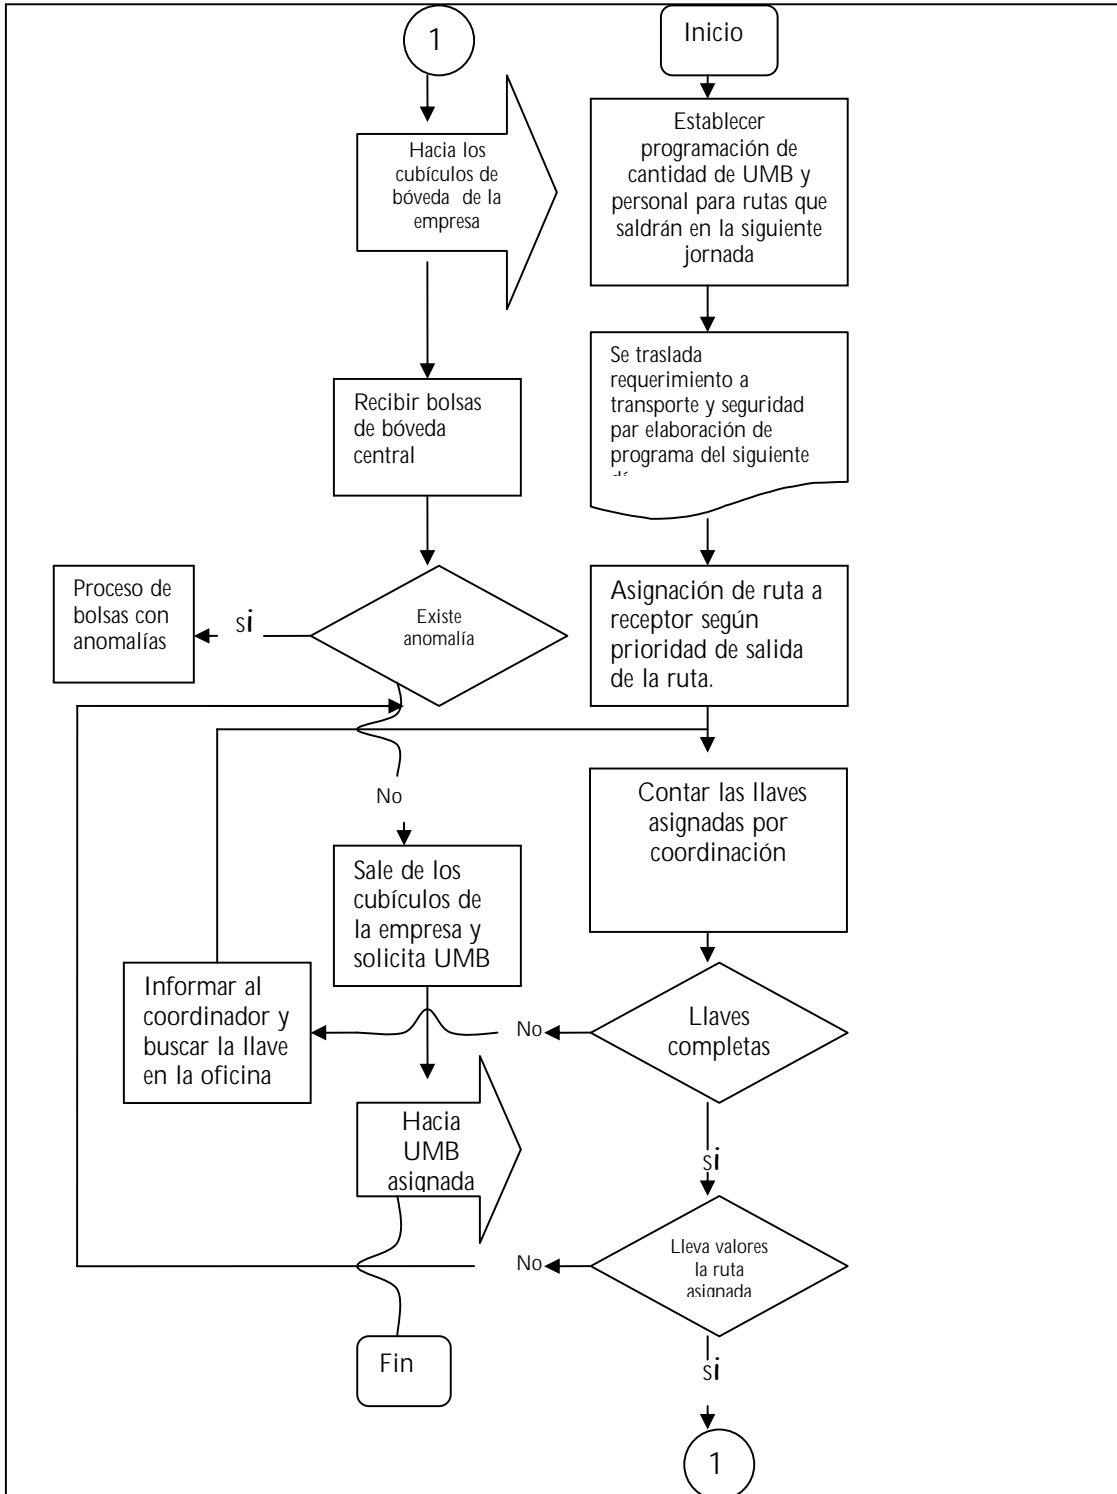 1
Hacia los
cubículos de
bóveda de la
empresa
Recibir bolsas
de bóveda
central
Existe
anomalía
si
Proceso de
bolsas con
anomalías
No
Sale de los
cubículos de
la empresa y
solicita UMB
Hacia
UMB
asignada
Fin
Inicio
Establecer
programación de
cantidad de UMB y
personal para rutas que
saldrán en la siguiente
jornada
Se traslada
requerimiento a
transporte y seguridad
par elaboración de
programa del siguiente
Asignación de ruta a
receptor según
prioridad de salida
de la ruta.
Contar las llaves
asignadas por
coordinación
Llaves
completas
No
Informar al
coordinador y
buscar la llave
en la oficina
si
Lleva valores
la ruta
asignada
No
si
1